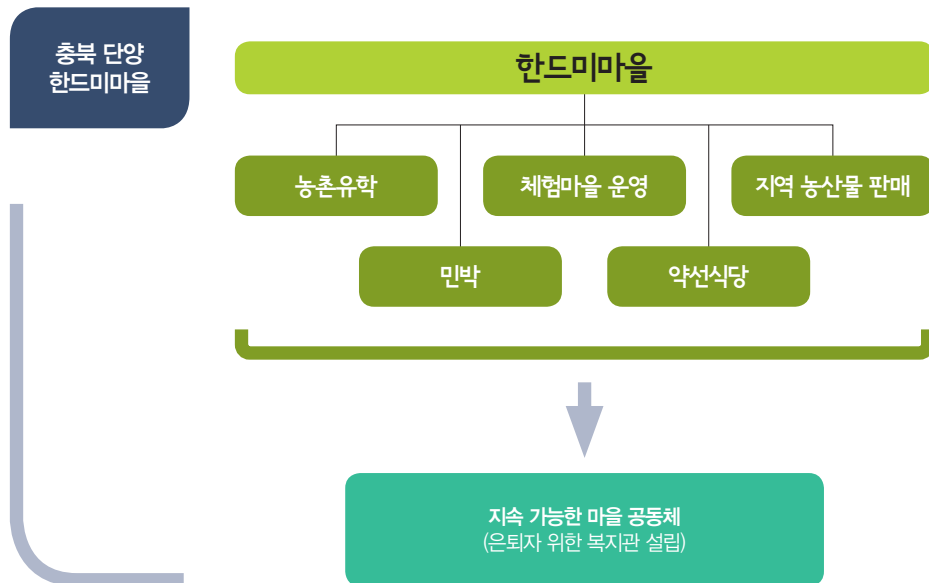 충북 단양
한드미마을
한드미마을
농촌유학
체험마을 운영
지역 농산물 판매
민박
약선식당
지속 가능한 마을 공동체
(은퇴자 위한 복지관 설립)